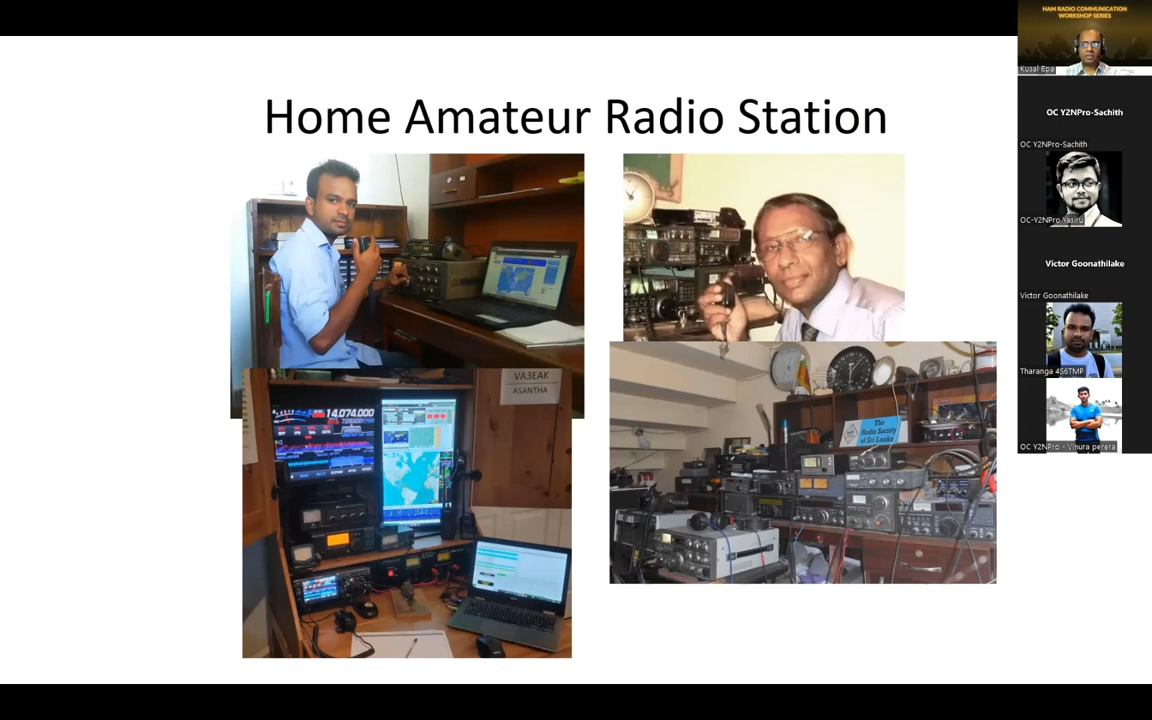 Home Amateur Radio Station
VA3EAK
ASANTHA
14,074,000
The
Radio Society
of Sri Lanka
HAM RADIO COMMUNICATION
WORKSHOP SERIES
Kusal Epa
OC Y2NPro-Sachith
OC Y2NPro-Sachith
OC-Y2NPro Yasiru
Victor Goonathilake
Victor Goonathilake
Tharanga 4S6TMP
OC Y2NPro - Vinura perera